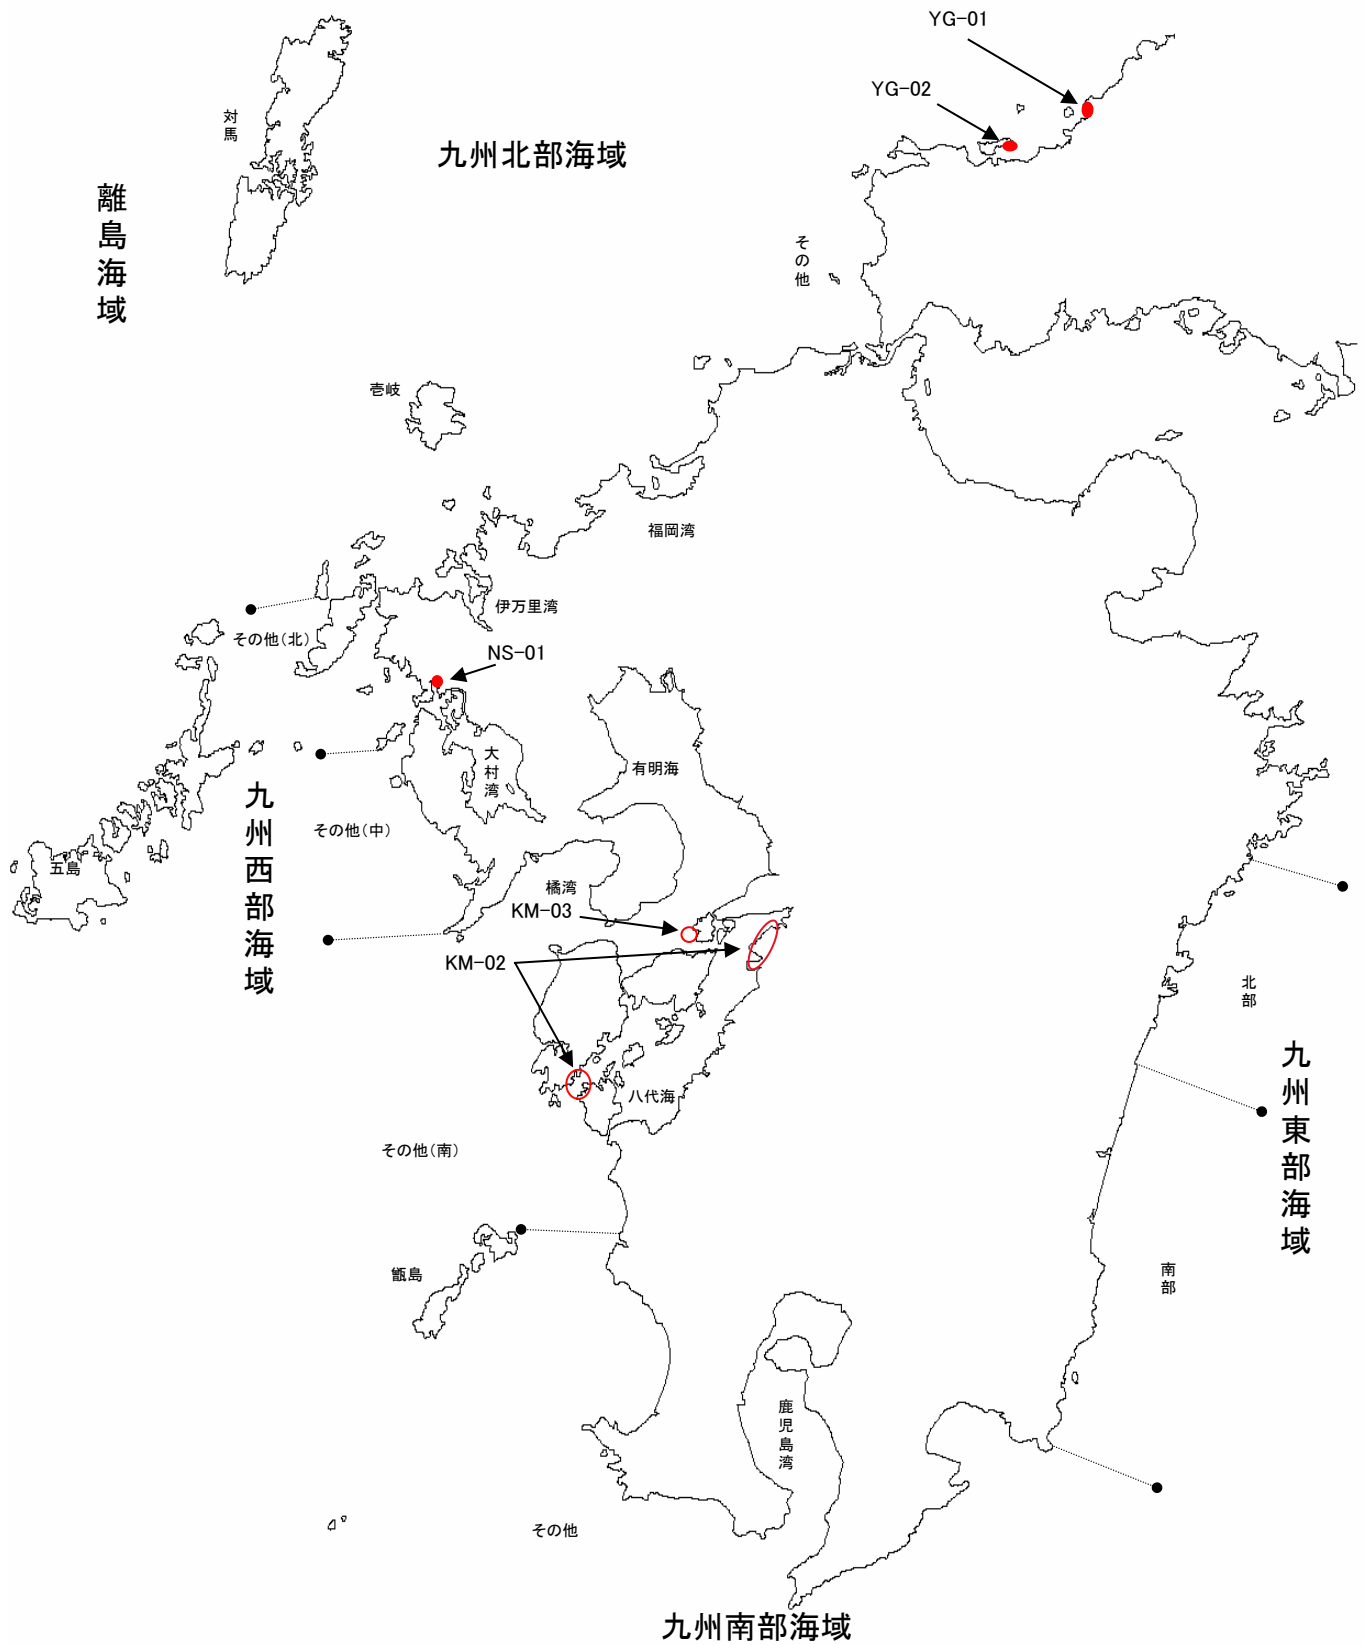 YG-01
YG-02
対馬
九州北部海域
離島海域
その他
壱岐
福岡湾
伊万里湾
その他(北)
NS-01
大村湾
有明海
九州西部海域
その他(中)
五島
橘湾
KM-03
KM-02
北部
九州東部海域
八代海
その他(南)
甑島
南部
鹿児島湾
その他
九州南部海域